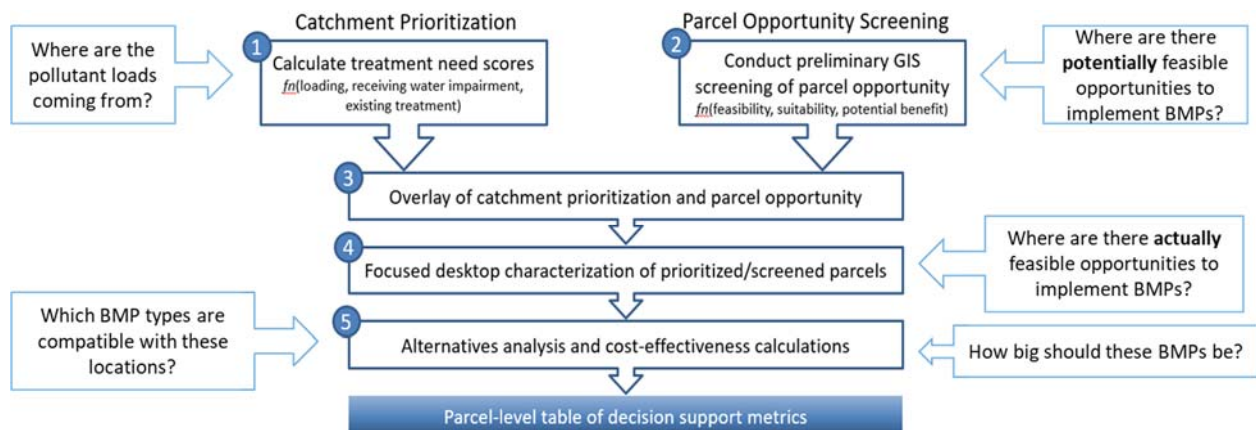 Catchment Prioritization
Parcel Opportunity Screening
Where are the
pollutant loads
coming from?
1
Calculate treatment need scores
fn(loading, receiving water impairment,
existing treatment)
2
Conduct preliminary GIS
screening of parcel opportunity
fn(feasibility, suitability, potential benefit)
Where are there
potentially feasible
opportunities to
implement BMPs?
3
Overlay of catchment prioritization and parcel opportunity
4
Focused desktop characterization of prioritized/screened parcels
Where are there actually
feasible opportunities to
implement BMPs?
Which BMP types are
compatible with these
locations?
5
Alternatives analysis and cost-effectiveness calculations
How big should these BMPs be?
Parcel-level table of decision support metrics